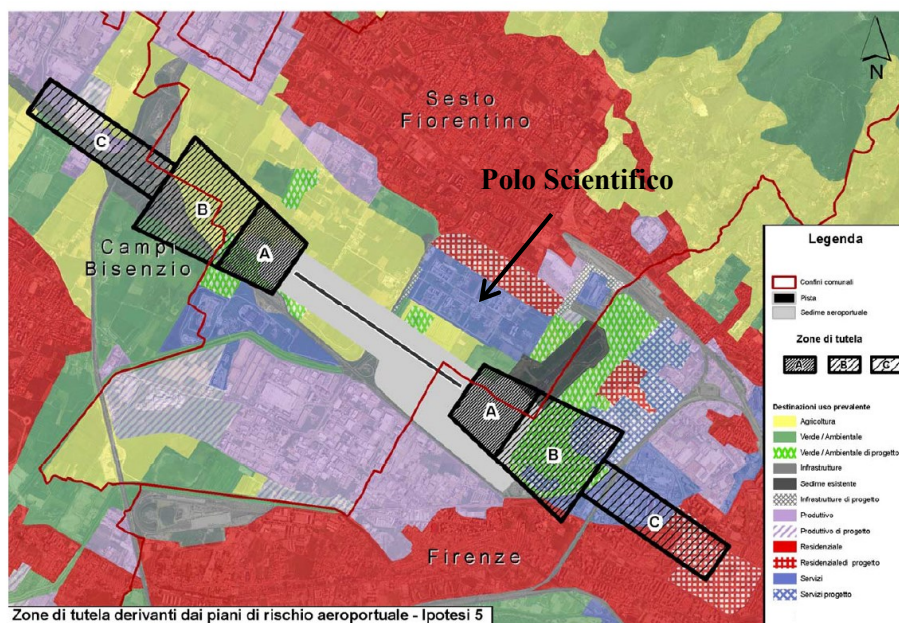 Sesto
Fiorentino
N
C
Polo Scientifico
B
Campi
Bisenzio
A
Legenda
Confini comunali
Pista
Sedime aeroportuale
Zone di tutela
A
B
C
A
B
C
Destinazioni uso prevalente
Agricoltura
Verde / Ambientale
Verde / Ambientale di progetto
Infrastrutture
Sedime esistente
Infrastrutture di progetto
Produttivo
Produttivo di progetto
Residenziale
Residenziale di progetto
Servizi
Servizi progetto
Firenze
Zone di tutela derivanti dai piani di rischio aeroportuale - Ipotesi 5